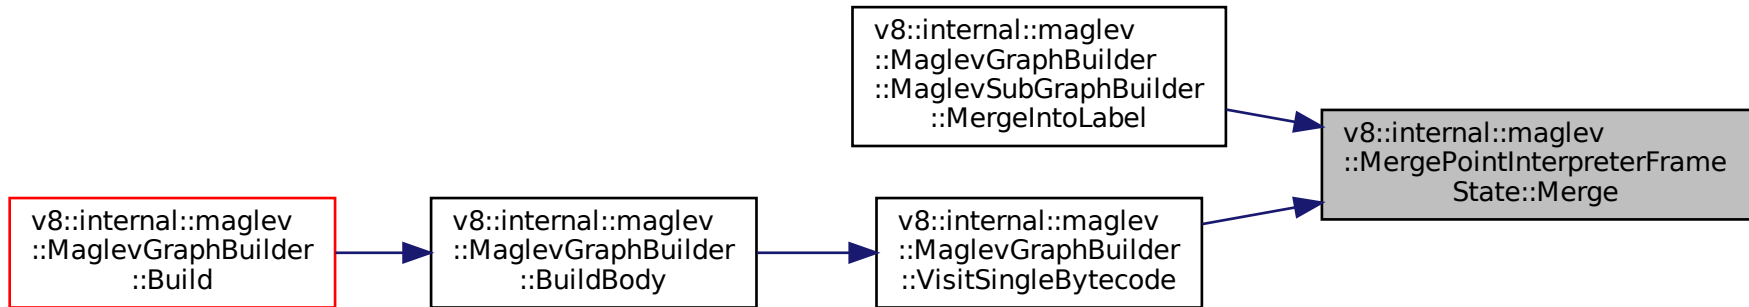 v8::internal::maglev
::MaglevGraphBuilder
::MaglevSubGraphBuilder
::MergeIntoLabel
v8::internal::maglev
::MergePointInterpreterFrame
State::Merge
v8::internal::maglev
::MaglevGraphBuilder
::Build
v8::internal::maglev
::MaglevGraphBuilder
::BuildBody
v8::internal::maglev
::MaglevGraphBuilder
::VisitSingleBytecode